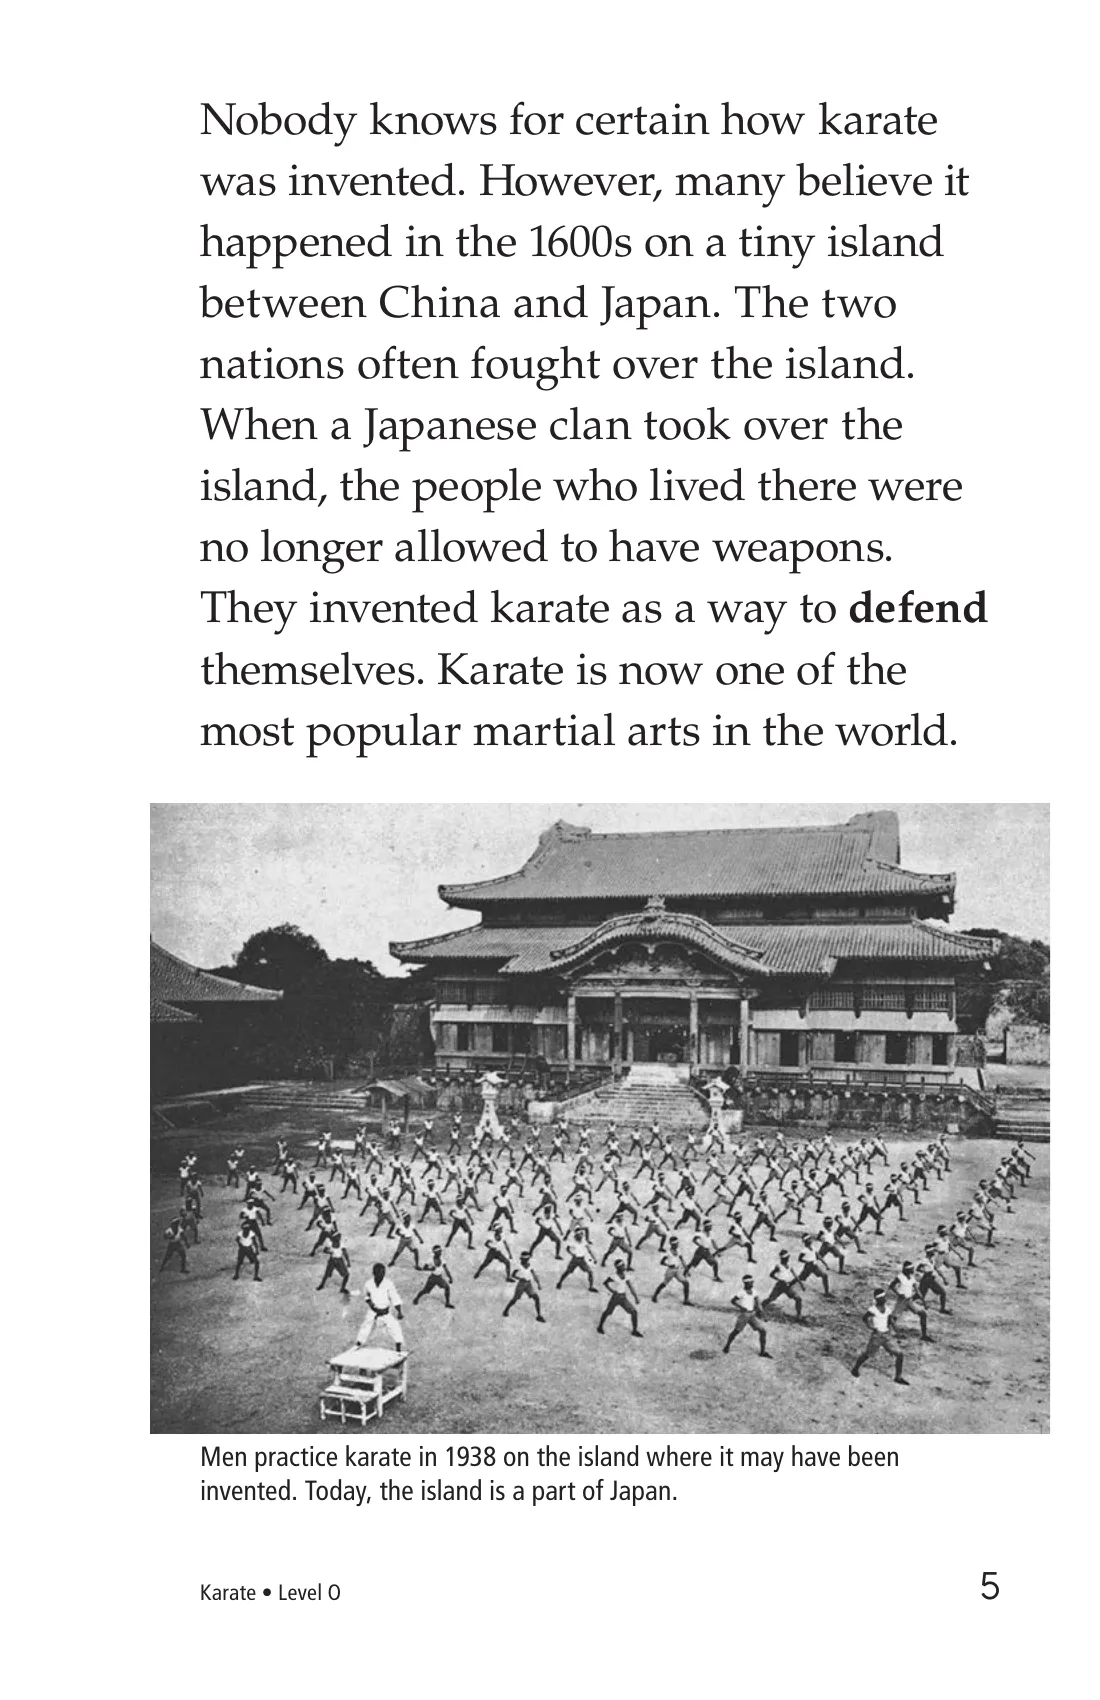 Nobody knows for certain how karate
was invented. However, many believe it
happened in the 1600s on a tiny island
between China and Japan. The two
nations often fought over the island.
When a Japanese clan took over the
island, the people who lived there were
no longer allowed to have weapons.
They invented karate as a way to defend
themselves. Karate is now one of the
most popular martial arts in the world.
Men practice karate in 1938 on the island where it may have been
invented. Today, the island is a part of Japan.
Karate • Level O
5